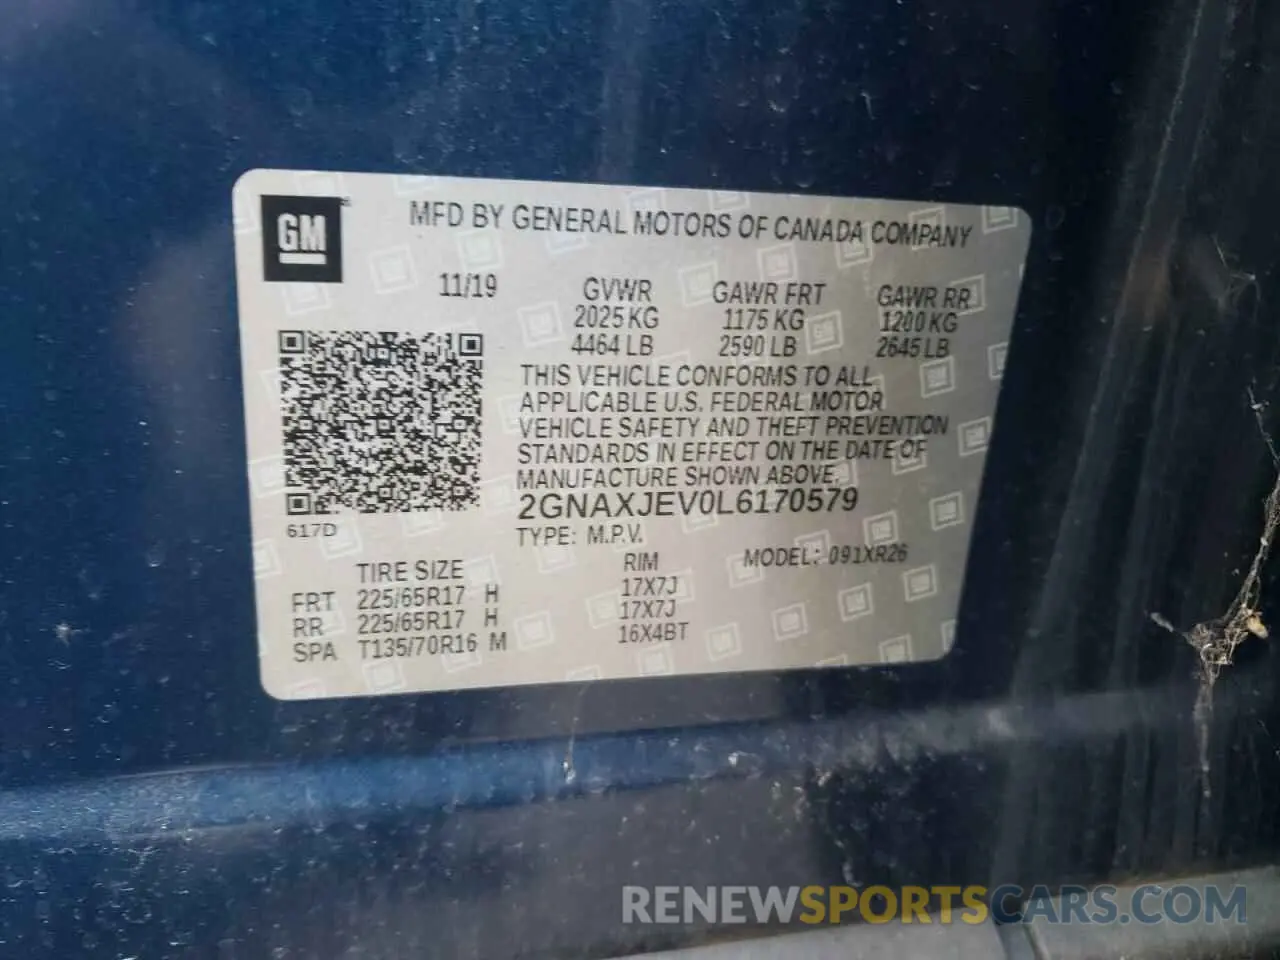 GM
MFD BY GENERAL MOTORS OF CANADA COMPANY
11/19 GVWR GAWR FRT GAWR RR
2025 KG 1175 KG 1200 KG
4464 LB 2590 LB 2645 LB
THIS VEHICLE CONFORMS TO ALL
APPLICABLE U.S. FEDERAL MOTOR
VEHICLE SAFETY AND THEFT PREVENTION
STANDARDS IN EFFECT ON THE DATE OF
MANUFACTURE SHOWN ABOVE.
2GNAXJEV0L6170579
617D
TYPE: M.P.V.
MODEL: 091XR26
TIRE SIZE RIM
FRT 225/65R17 H 17X7J
RR 225/65R17 H 17X7J
SPA T135/70R16 M 16X4BT
RENEWSPORTSCARS.COM